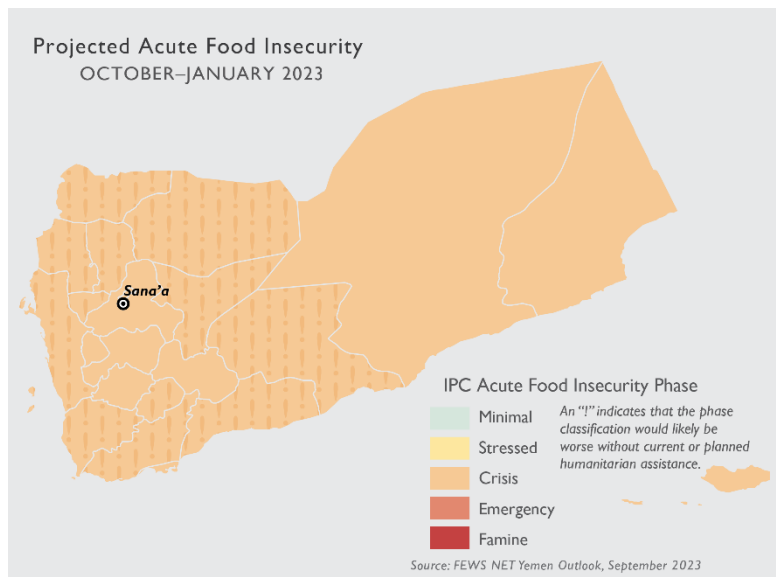 Projected Acute Food Insecurity
OCTOBER–JANUARY 2023
Sana’a
IPC Acute Food Insecurity Phase
Minimal
Stressed
Crisis
Emergency
Famine
An “!” indicates that the phase
classification would likely be
worse without current or planned
humanitarian assistance.
Source: FEWS NET Yemen Outlook, September 2023